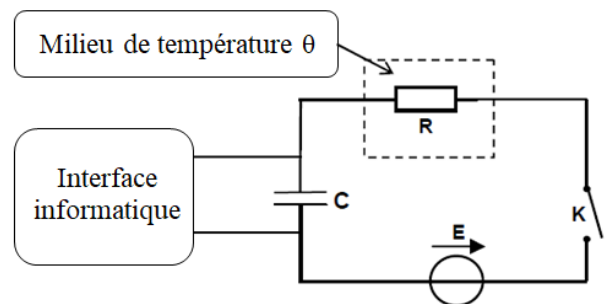 Milieu de température θ
R
Interface
informatique
C
K
E